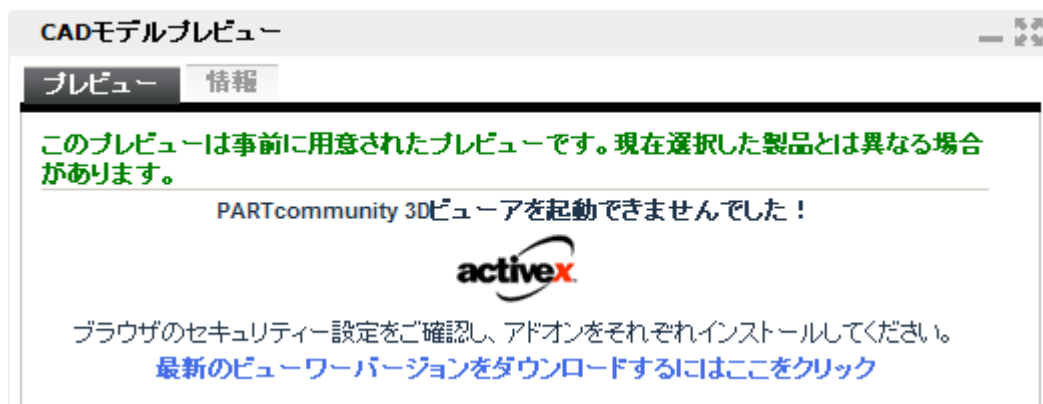 CADモデルプレビュー
プレビュー 情報
このプレビューは事前に用意されたプレビューです。現在選択した製品とは異なる場合
があります。
PARTcommunity 3Dビューアを起動できませんでした！
activex
ブラウザのセキュリティー設定をご確認し、アドオンをそれぞれインストールしてください。
最新のビューワーバージョンをダウンロードするにはここをクリック